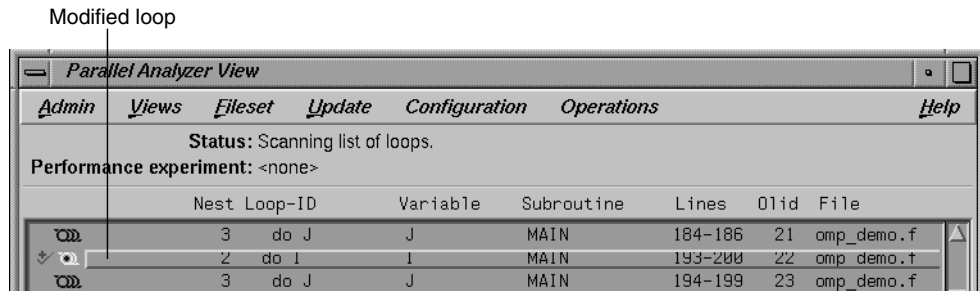 Modified loop
Parallel Analyzer View
Admin Views Fileset Update Configuration Operations Help
Status: Scanning list of loops.
Performance experiment: <none>
Nest Loop-ID Variable Subroutine Lines Olid File
3 do J J MAIN 184-186 21 omp_demo.f
2 do I I MAIN 193-200 22 omp_demo.f
3 do J J MAIN 194-199 23 omp_demo.f